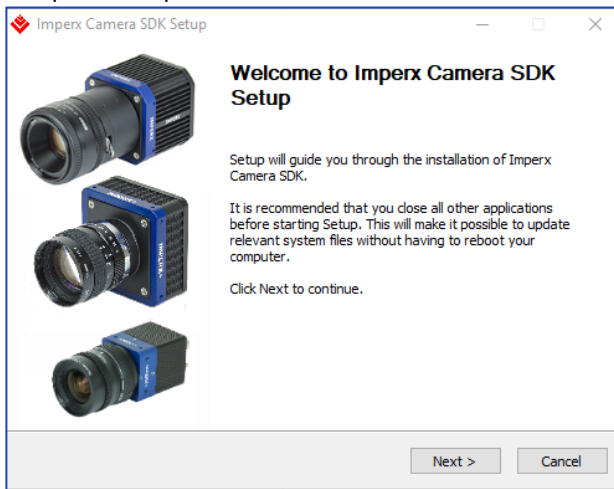 Imperx Camera SDK Setup
Welcome to Imperx Camera SDK
Setup
Setup will guide you through the installation of Imperx
Camera SDK.
It is recommended that you close all other applications
before starting Setup. This will make it possible to update
relevant system files without having to reboot your
computer.
Click Next to continue.
Next >
Cancel